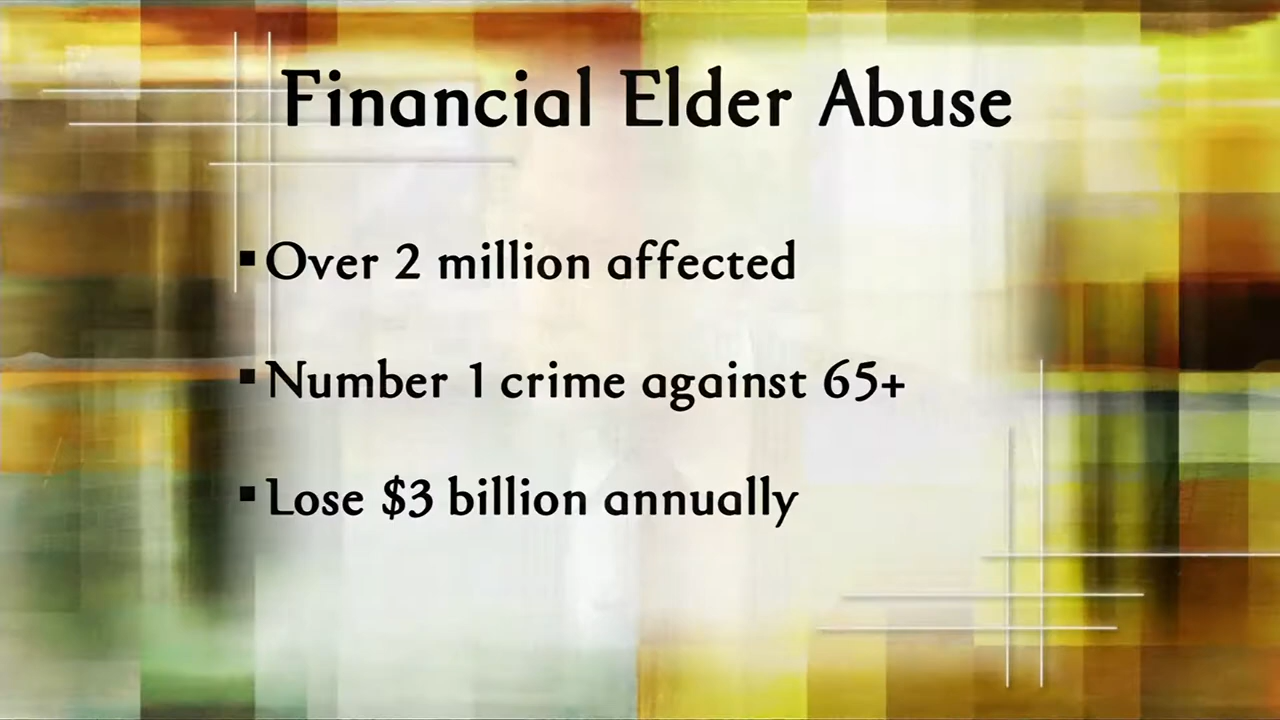 Financial Elder Abuse
▪Over 2 million affected
▪Number 1 crime against 65+
▪Lose $3 billion annually